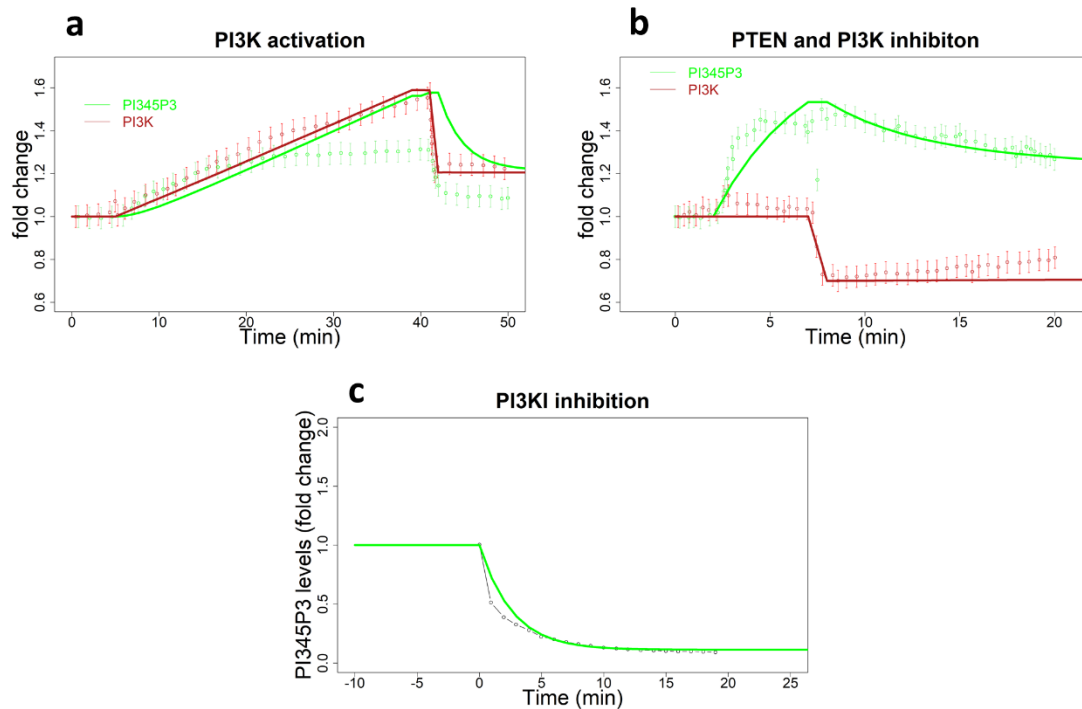 a
PI3K activation
fold change
1.6
1.4
1.2
1.0
0.8
0.6
PI345P3
PI3K
0 10 20 30 40 50
Time (min)
b
PTEN and PI3K inhibiton
fold change
1.6
1.4
1.2
1.0
0.8
0.6
PI345P3
PI3K
0 5 10 15 20
Time (min)
c
PI3KI inhibition
PI345P3 levels (fold change)
2.0
1.5
1.0
0.5
0.0
-10 -5 0 5 10 15 20 25
Time (min)